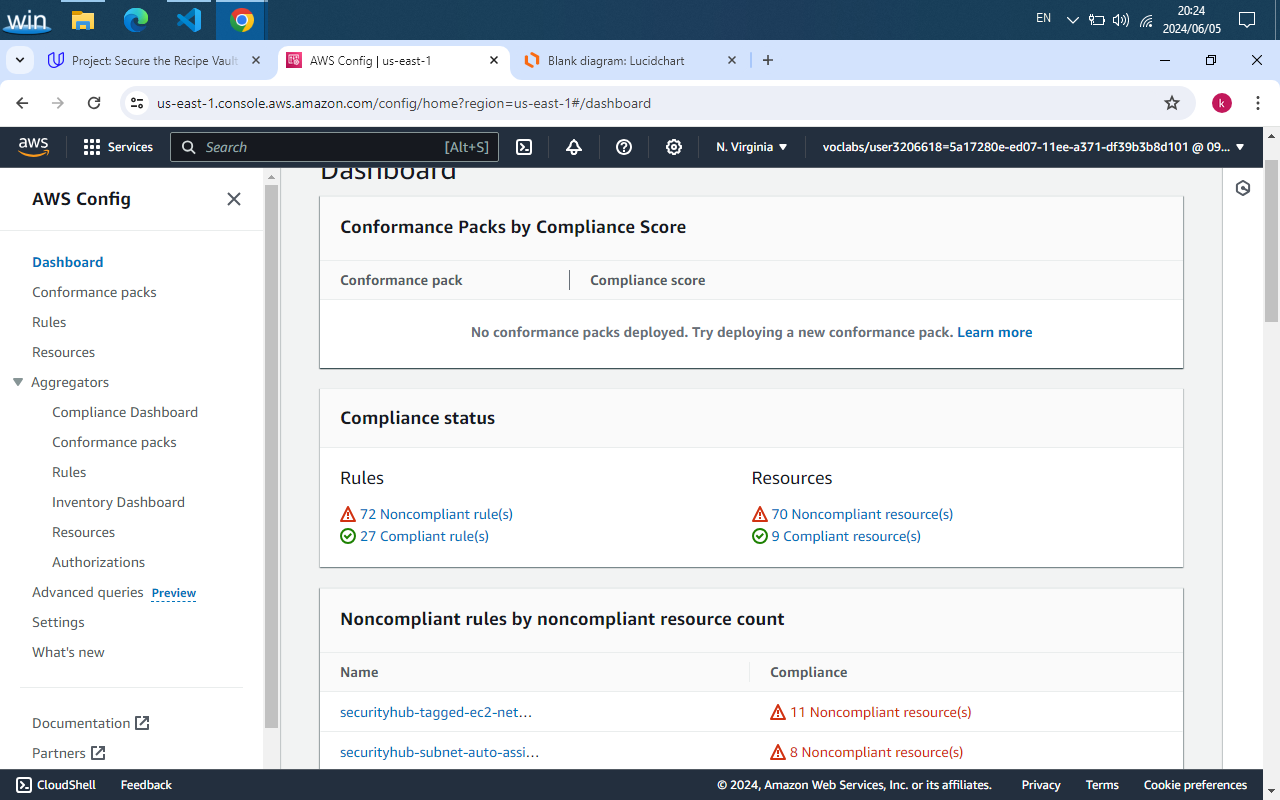 win
EN
20:24
2024/06/05
Project: Secure the Recipe Vault
AWS Config | us-east-1
Blank diagram: Lucidchart
us-east-1.console.aws.amazon.com/config/home?region=us-east-1#/dashboard
k
aws
Services
Search
[Alt+S]
N. Virginia
voclabs/user3206618=5a17280e-ed07-11ee-a371-df39b3b8d101 @ 09...
AWS Config
Dashboard
Conformance packs
Rules
Resources
Aggregators
Compliance Dashboard
Conformance packs
Rules
Inventory Dashboard
Resources
Authorizations
Advanced queries Preview
Settings
What's new
Documentation
Partners
Dashboard
Conformance Packs by Compliance Score
Conformance pack
Compliance score
No conformance packs deployed. Try deploying a new conformance pack. Learn more
Compliance status
Rules
72 Noncompliant rule(s)
27 Compliant rule(s)
Resources
70 Noncompliant resource(s)
9 Compliant resource(s)
Noncompliant rules by noncompliant resource count
Name
Compliance
securityhub-tagged-ec2-net...
11 Noncompliant resource(s)
securityhub-subnet-auto-assi...
8 Noncompliant resource(s)
CloudShell
Feedback
© 2024, Amazon Web Services, Inc. or its affiliates.
Privacy
Terms
Cookie preferences